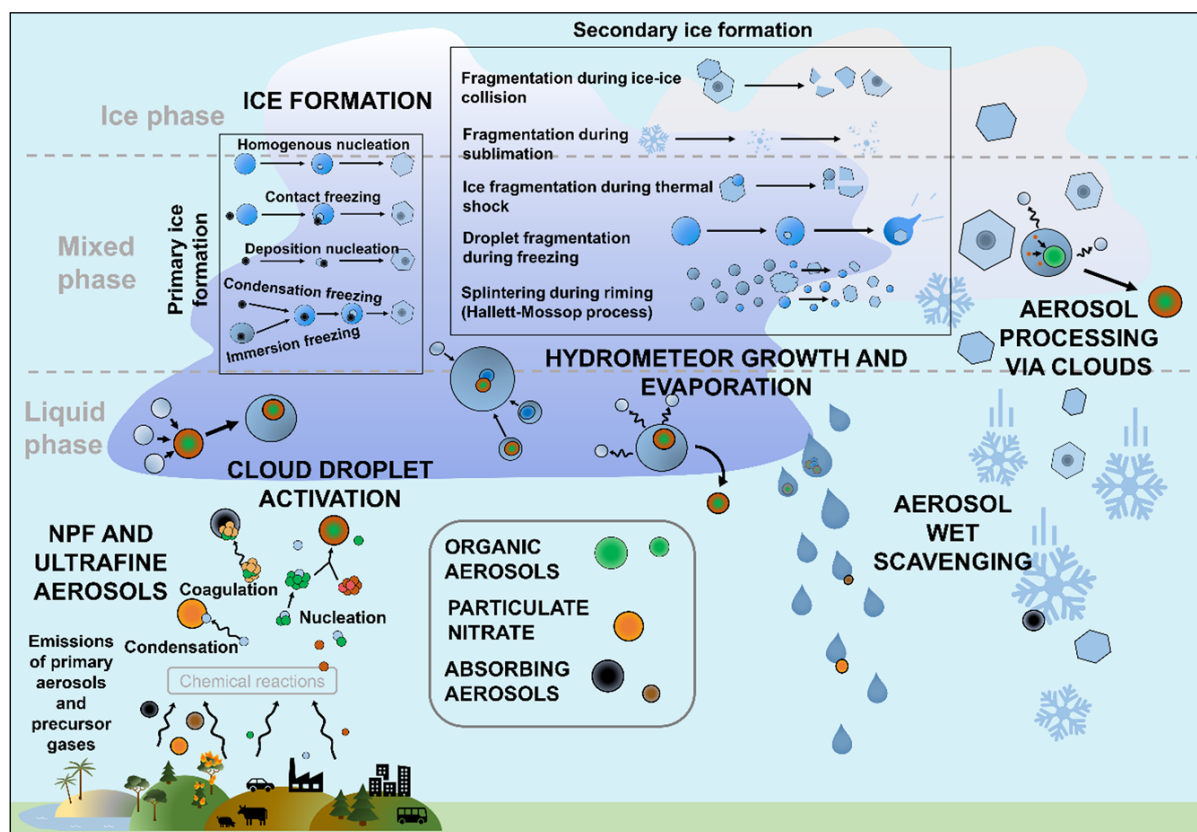 Secondary ice formation
ICE FORMATION
Ice phase
Mixed phase
Liquid phase
Primary ice
formation
Homogenous nucleation
Contact freezing
Deposition nucleation
Condensation freezing
Immersion freezing
Fragmentation during ice-ice
collision
Fragmentation during
sublimation
Ice fragmentation during thermal
shock
Droplet fragmentation
during freezing
Splintering during riming
(Hallett-Mossop process)
HYDROMETEOR GROWTH AND
EVAPORATION
AEROSOL
PROCESSING
VIA CLOUDS
CLOUD DROPLET
ACTIVATION
NPF AND
ULTRAFINE
AEROSOLS
Coagulation
Nucleation
Condensation
Emissions
of primary
aerosols
and
precursor
gases
Chemical reactions
ORGANIC
AEROSOLS
PARTICULATE
NITRATE
ABSORBING
AEROSOLS
AEROSOL
WET
SCAVENGING